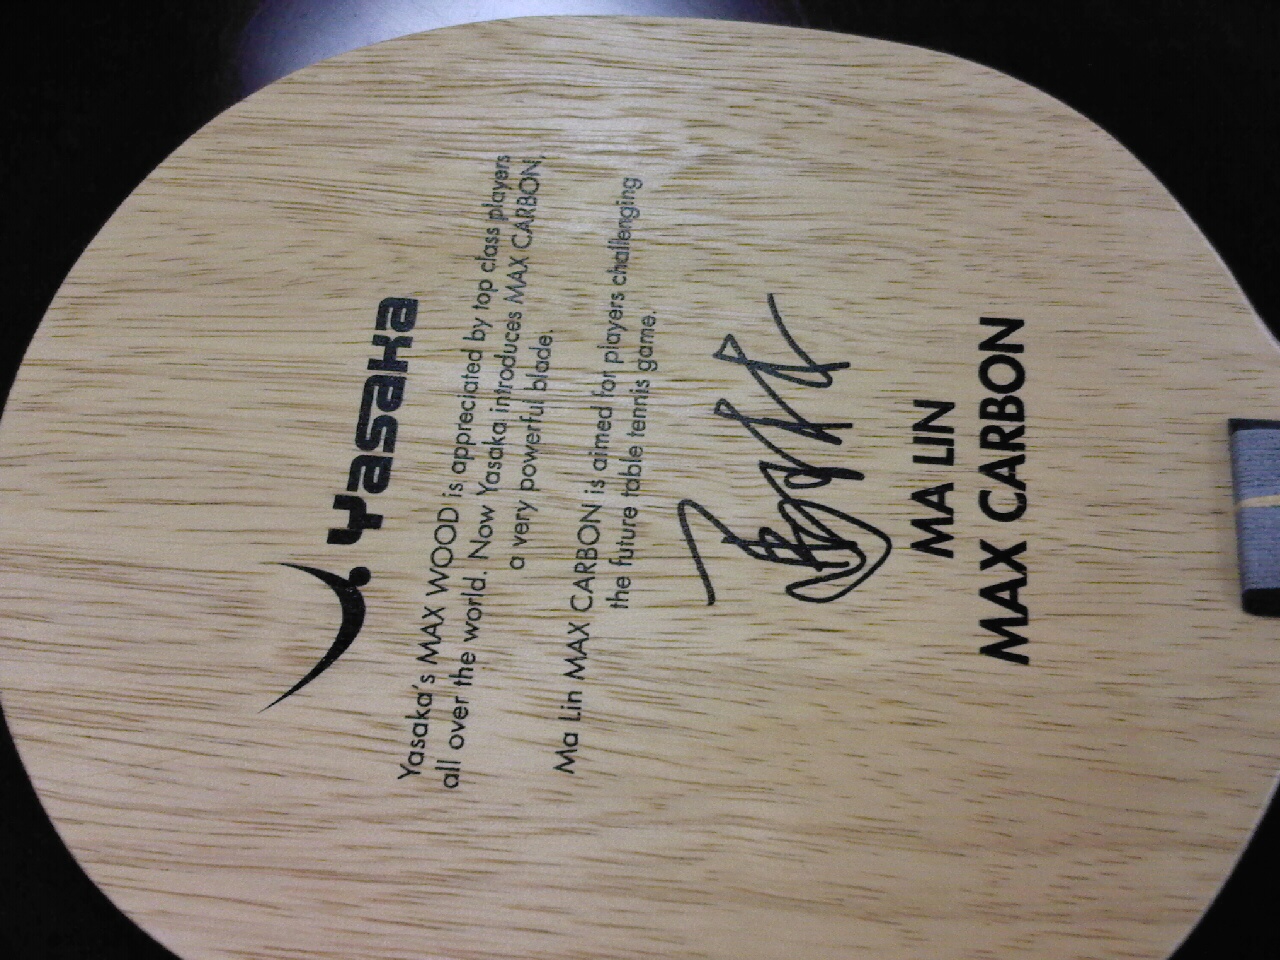 Yasaka
Yasaka's MAX WOOD is appreciated by top class players
all over the world. Now Yasaka introduces MAX CARBON,
a very powerful blade.
Ma Lin MAX CARBON is aimed for players challenging
the future table tennis game.
MA LIN
MAX CARBON